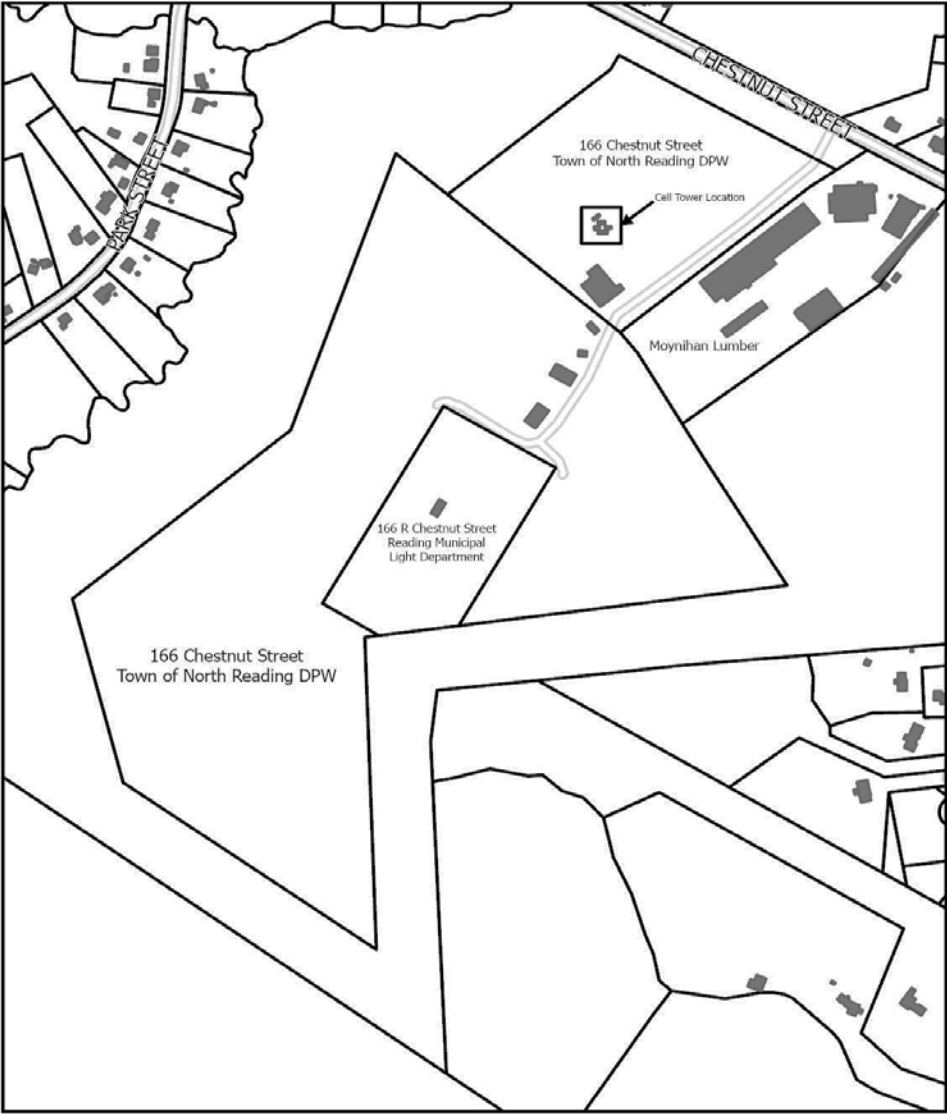 CHESTNUT STREET
166 Chestnut Street
Town of North Reading DPW
Cell Tower Location
PARK STREET
Moynihan Lumber
166 R Chestnut Street
Reading Municipal
Light Department
166 Chestnut Street
Town of North Reading DPW